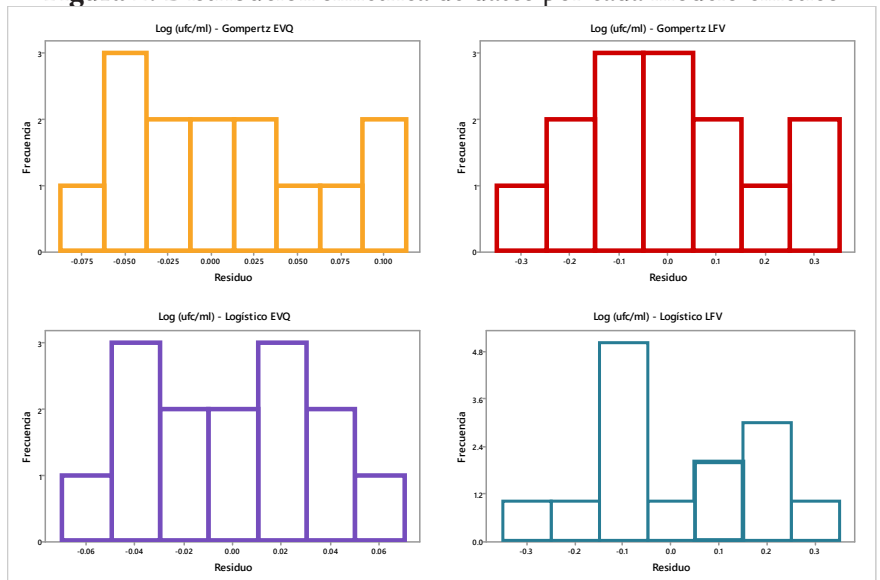 Log (ufc/ml) - Gompertz EVQ
Frecuencia
3
2
1
0
-0.075 -0.050 -0.025 0.000 0.025 0.050 0.075 0.100
Residuo
Log (ufc/ml) - Gompertz LFV
Frecuencia
3
2
1
0
-0.3 -0.2 -0.1 0.0 0.1 0.2 0.3
Residuo
Log (ufc/ml) - Logístico EVQ
Frecuencia
3
2
1
0
-0.06 -0.04 -0.02 0.00 0.02 0.04 0.06
Residuo
Log (ufc/ml) - Logístico LFV
Frecuencia
4.8
3.6
2.4
1.2
0.0
-0.3 -0.2 -0.1 0.0 0.1 0.2 0.3
Residuo